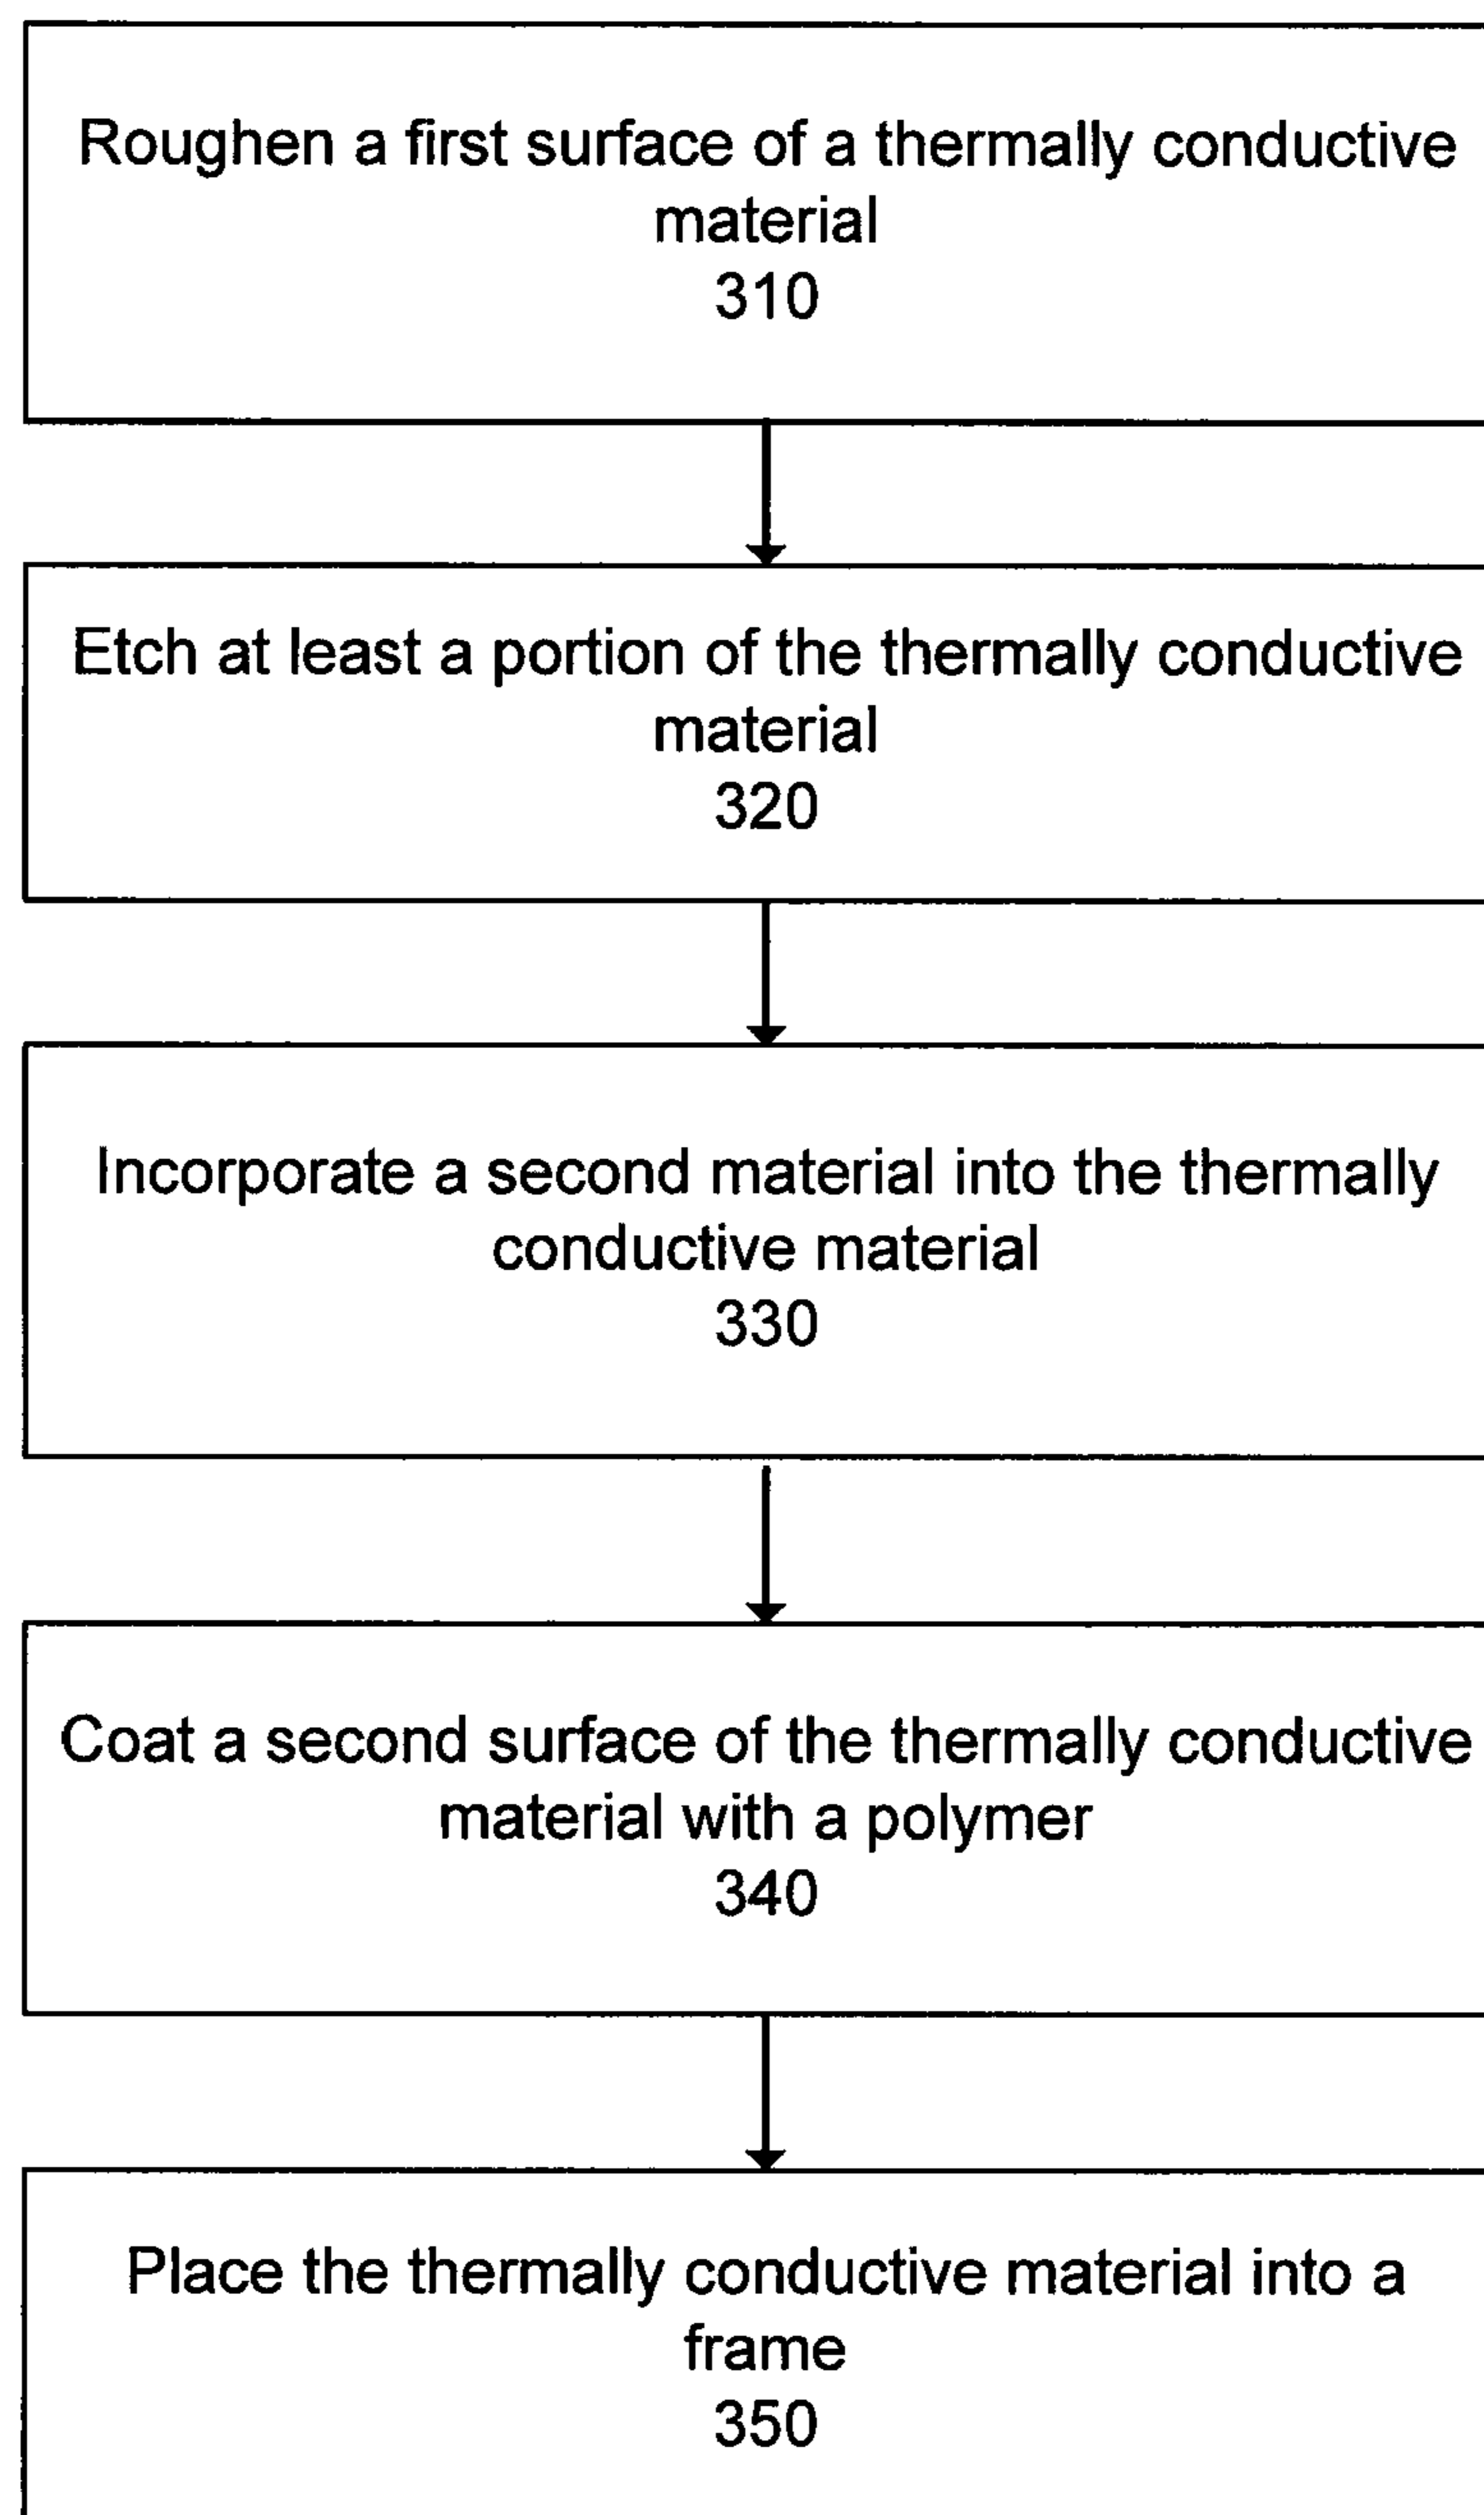 Roughen a first surface of a thermally conductive
material
310
Etch at least a portion of the thermally conductive
material
320
Incorporate a second material into the thermally
conductive material
330
Coat a second surface of the thermally conductive
material with a polymer
340
Place the thermally conductive material into a
frame
350